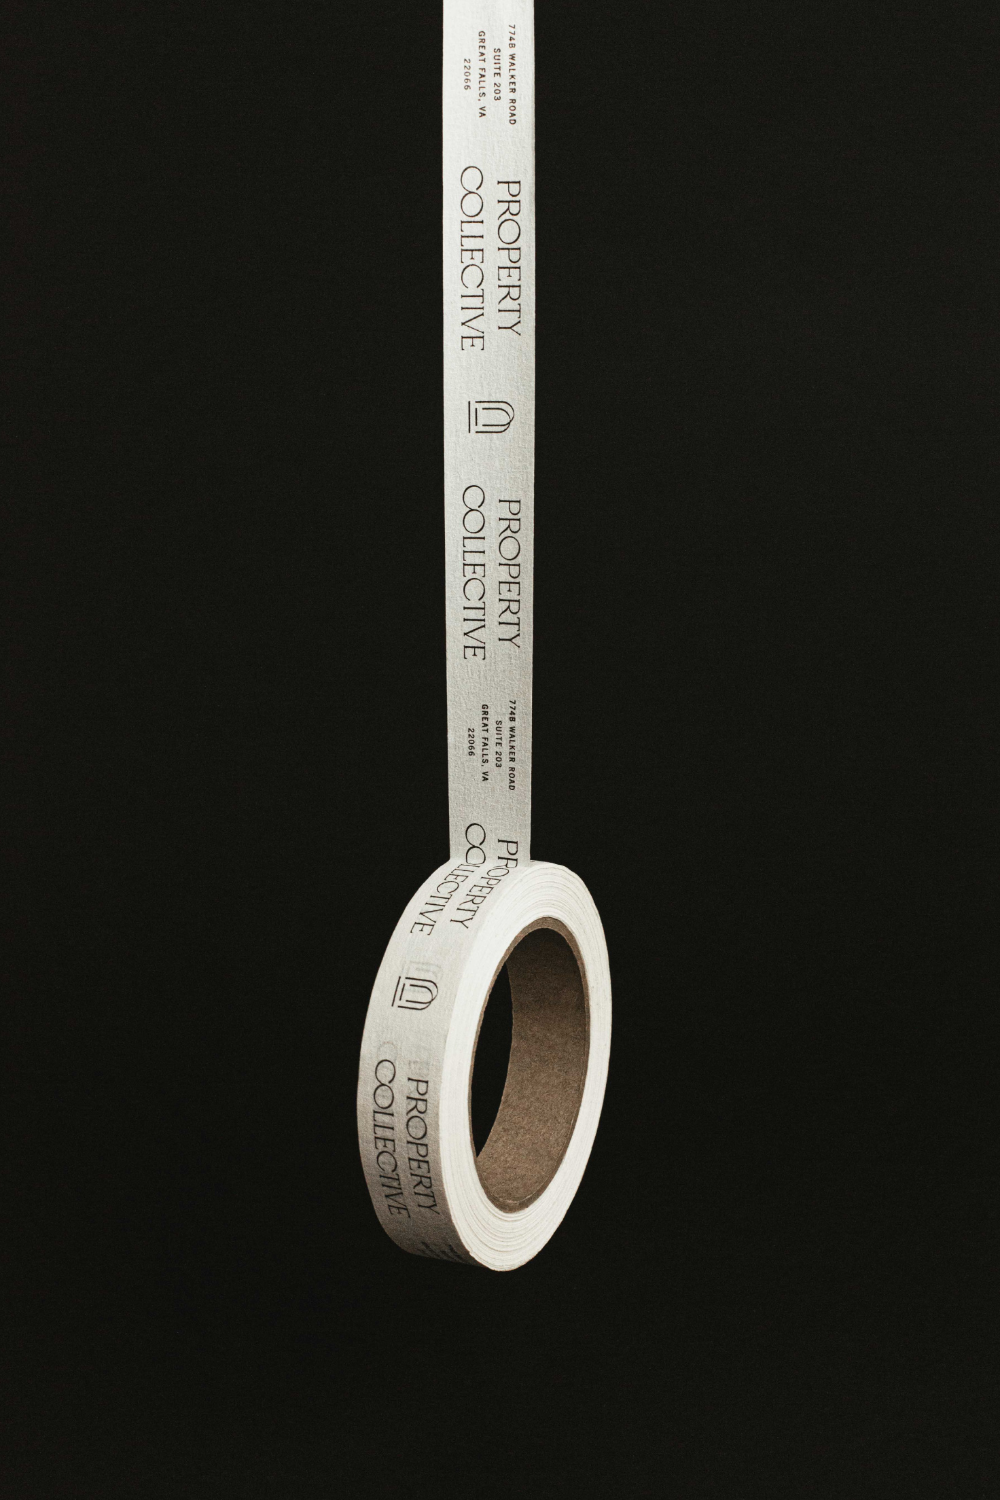 774B WALKER ROAD
SUITE 203
GREAT FALLS, VA
22066
PROPERTY
COLLECTIVE
PROPERTY
COLLECTIVE
774B WALKER ROAD
SUITE 203
GREAT FALLS, VA
22066
PROPERTY
COLLECTIVE
PROPERTY
COLLECTIVE